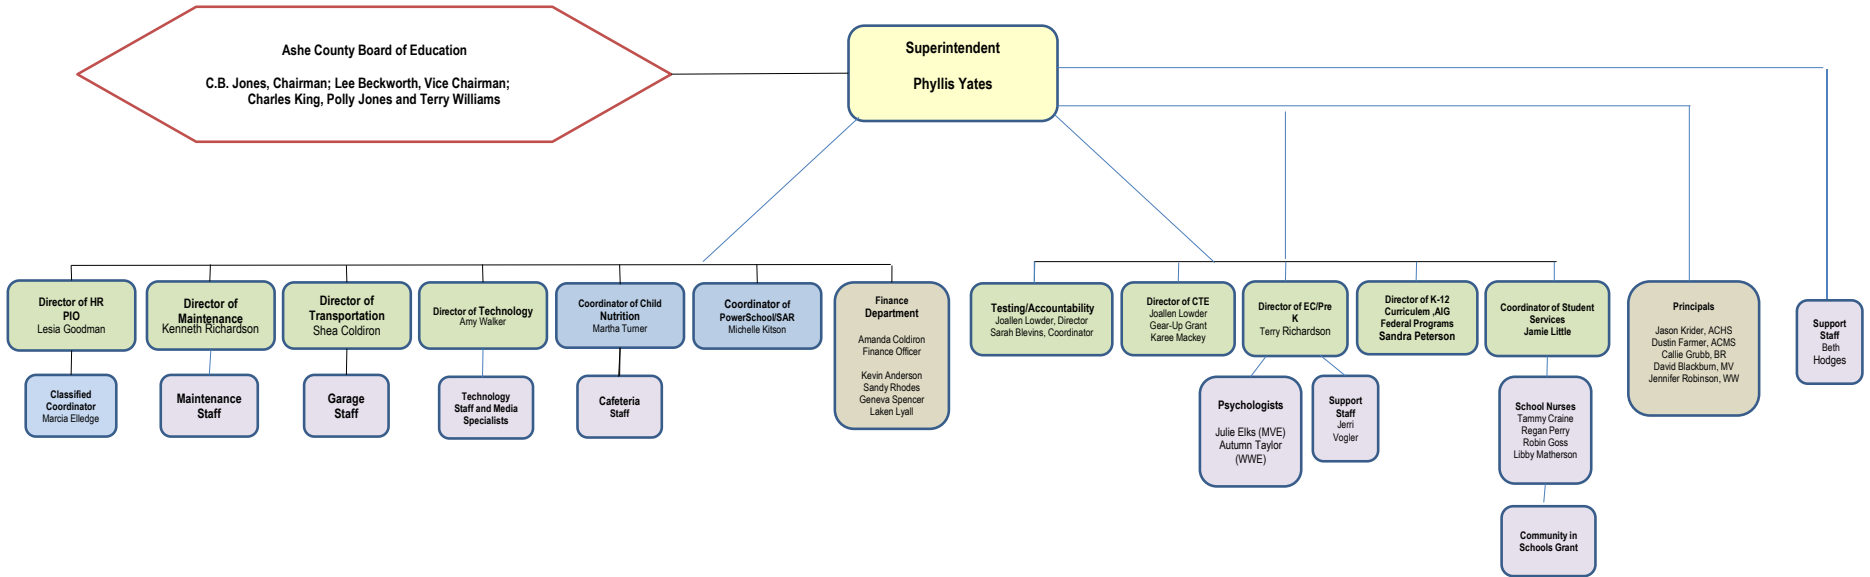 Ashe County Board of Education
C.B. Jones, Chairman; Lee Beckworth, Vice Chairman;
Charles King, Polly Jones and Terry Williams
Superintendent
Phyllis Yates
Director of HR
PIO
Lesia Goodman
Director of
Maintenance
Kenneth Richardson
Director of
Transportation
Shea Coldiron
Director of Technology
Amy Walker
Coordinator of Child
Nutrition
Martha Turner
Coordinator of
PowerSchool/SAR
Michelle Kitson
Finance
Department
Amanda Coldiron
Finance Officer
Kevin Anderson
Sandy Rhodes
Geneva Spencer
Laken Lyall
Testing/Accountability
Joallen Lowder, Director
Sarah Blevins, Coordinator
Director of CTE
Joallen Lowder
Gear-Up Grant
Karee Mackey
Director of EC/Pre
K
Terry Richardson
Director of K-12
Curriculem ,AIG
Federal Programs
Sandra Peterson
Coordinator of Student
Services
Jamie Little
Principals
Jason Krider, ACHS
Dustin Farmer, ACMS
Callie Grubb, BR
David Blackburn, MV
Jennifer Robinson, WW
Support
Staff
Beth
Hodges
Classified
Coordinator
Marcia Elledge
Maintenance
Staff
Garage
Staff
Technology
Staff and Media
Specialists
Cafeteria
Staff
Psychologists
Julie Elks (MVE)
Autumn Taylor
(WWE)
Support
Staff
Jerri
Vogler
School Nurses
Tammy Craine
Regan Perry
Robin Goss
Libby Matherson
Community in
Schools Grant